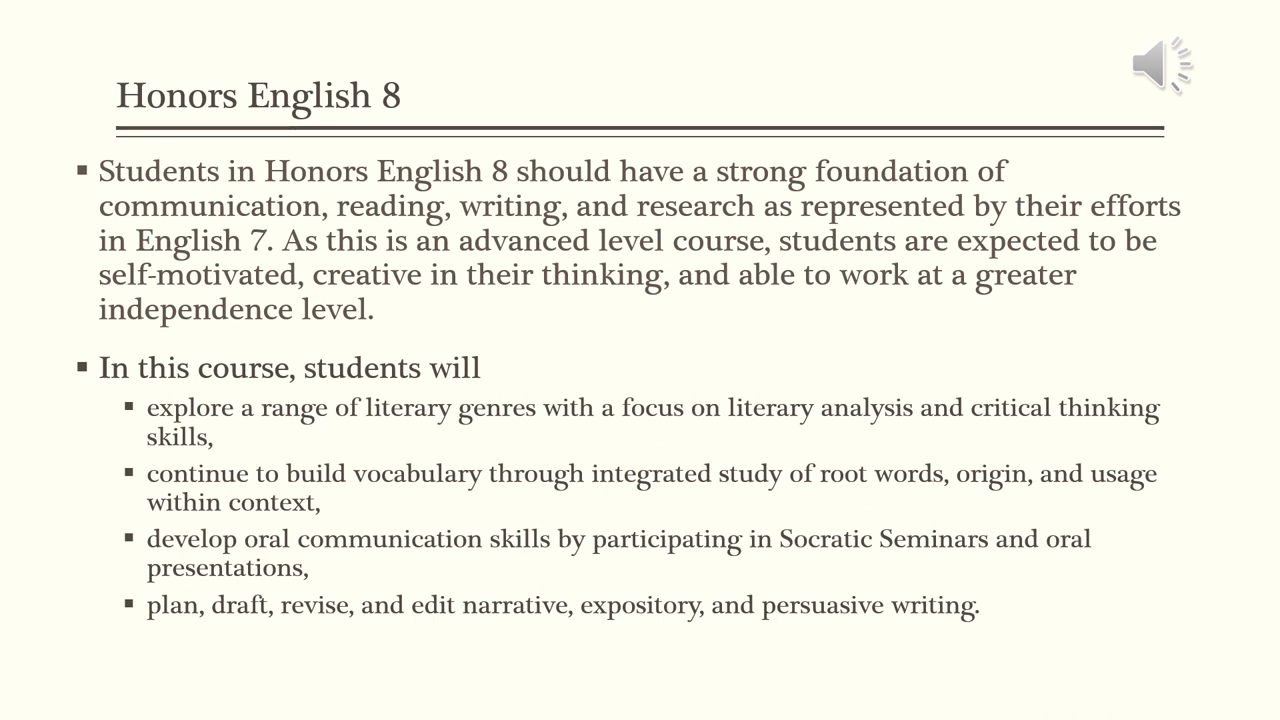 Honors English 8
▪ Students in Honors English 8 should have a strong foundation of
communication, reading, writing, and research as represented by their efforts
in English 7. As this is an advanced level course, students are expected to be
self-motivated, creative in their thinking, and able to work at a greater
independence level.
▪ In this course, students will
▪ explore a range of literary genres with a focus on literary analysis and critical thinking
skills,
▪ continue to build vocabulary through integrated study of root words, origin, and usage
within context,
▪ develop oral communication skills by participating in Socratic Seminars and oral
presentations,
▪ plan, draft, revise, and edit narrative, expository, and persuasive writing.